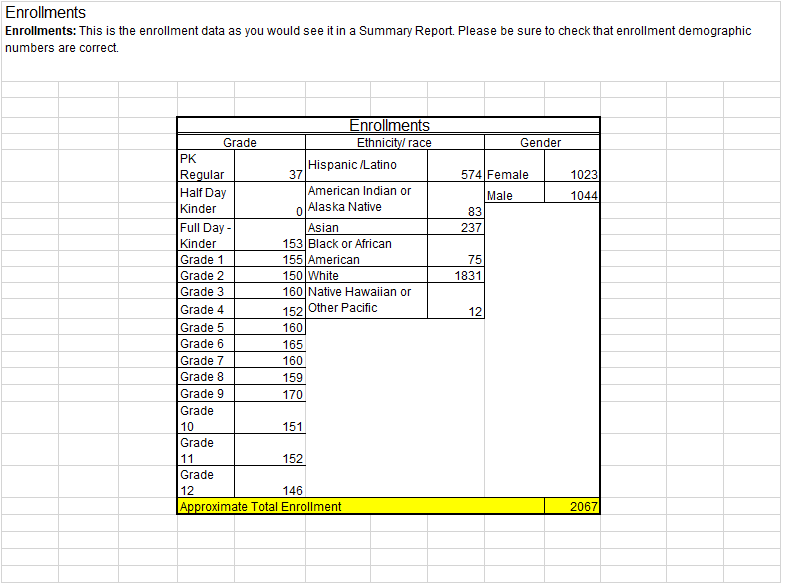 Enrollments
Enrollments: This is the enrollment data as you would see it in a Summary Report. Please be sure to check that enrollment demographic
numbers are correct.
Enrollments
Grade Ethnicity/ race Gender
PK
Regular 37 Hispanic /Latino 574 Female 1023
Half Day
Kinder 0 American Indian or
Alaska Native 83 Male 1044
Full Day -
Kinder 153 Asian 237
Grade 1 155 Black or African
American 75
Grade 2 150 White 1831
Grade 3 160 Native Hawaiian or
Grade 4 152 Other Pacific 12
Grade 5 160
Grade 6 165
Grade 7 160
Grade 8 159
Grade 9 170
Grade
10 151
Grade
11 152
Grade
12 146
Approximate Total Enrollment 2067